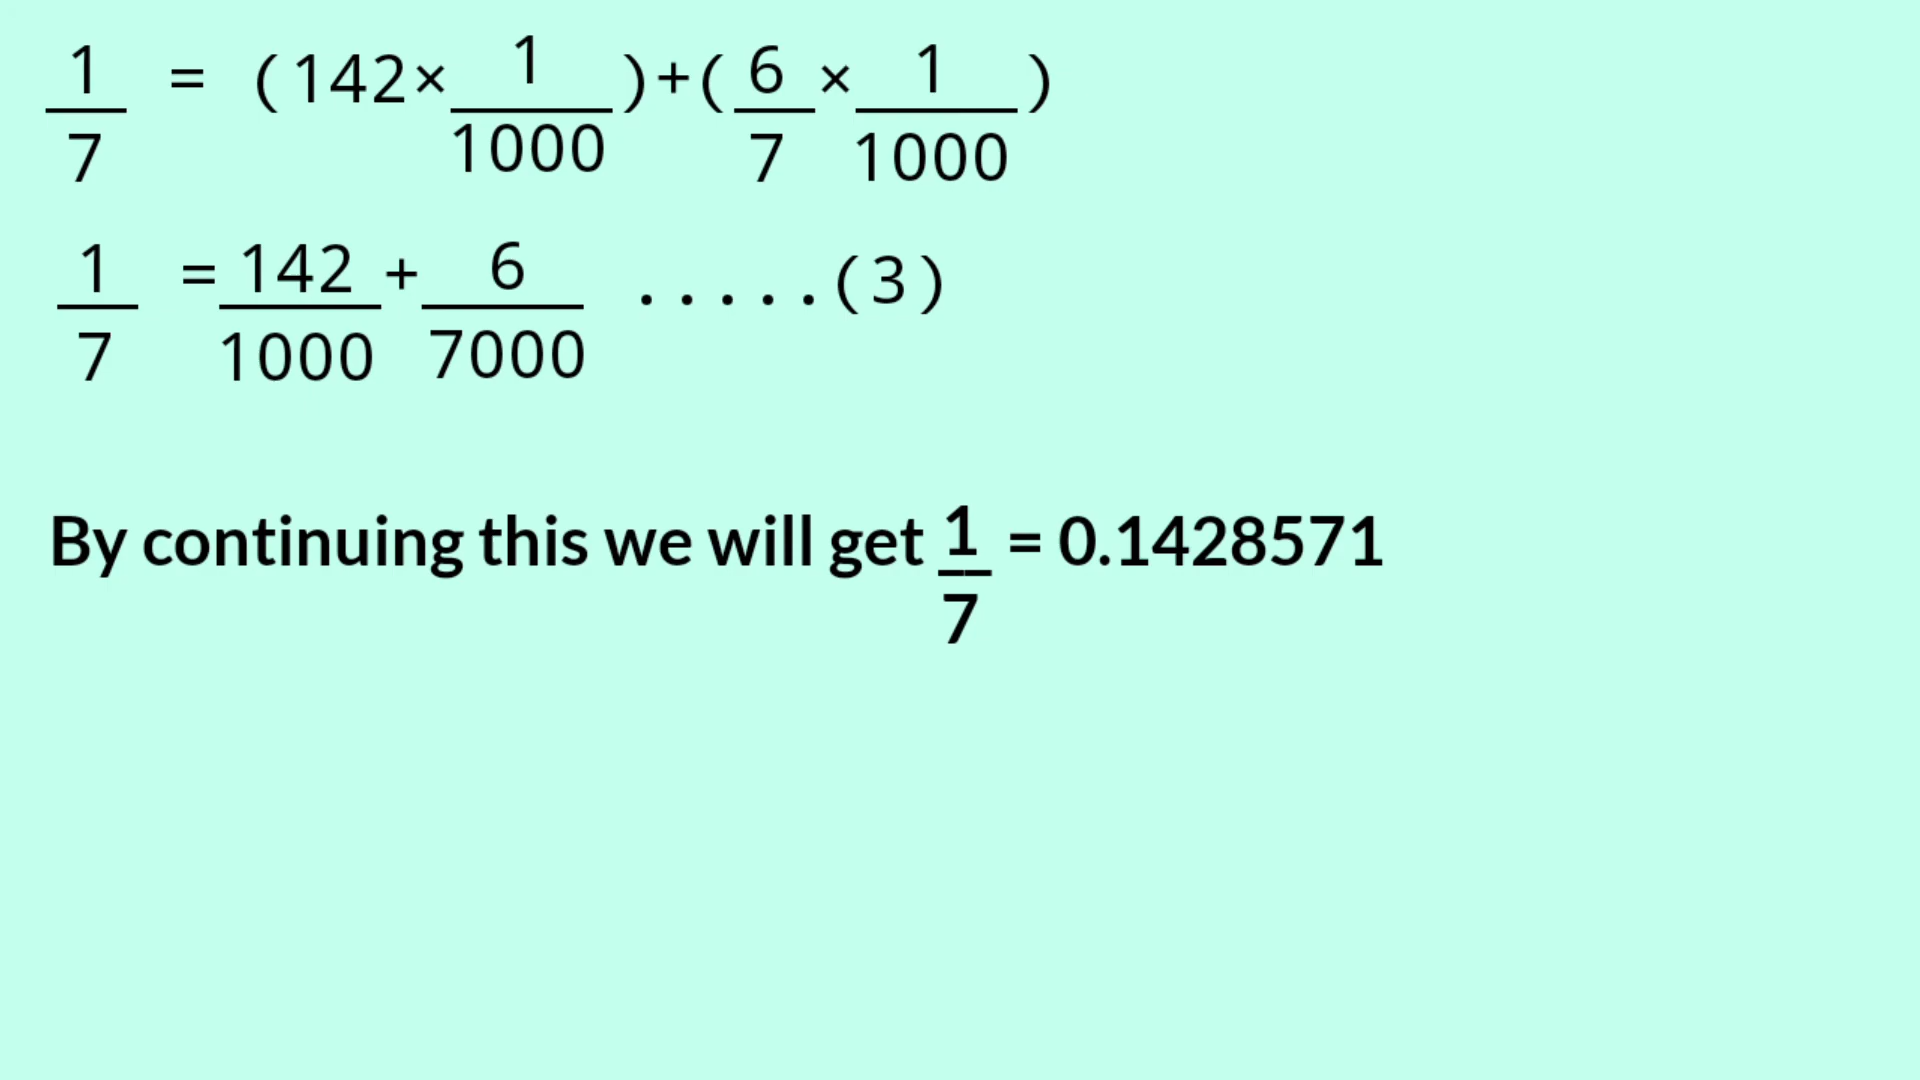 1/7 = (142×1/1000)+(6/7×1/1000)
1/7 =142/1000+6/7000 .....(3)
By continuing this we will get 1/7 = 0.1428571